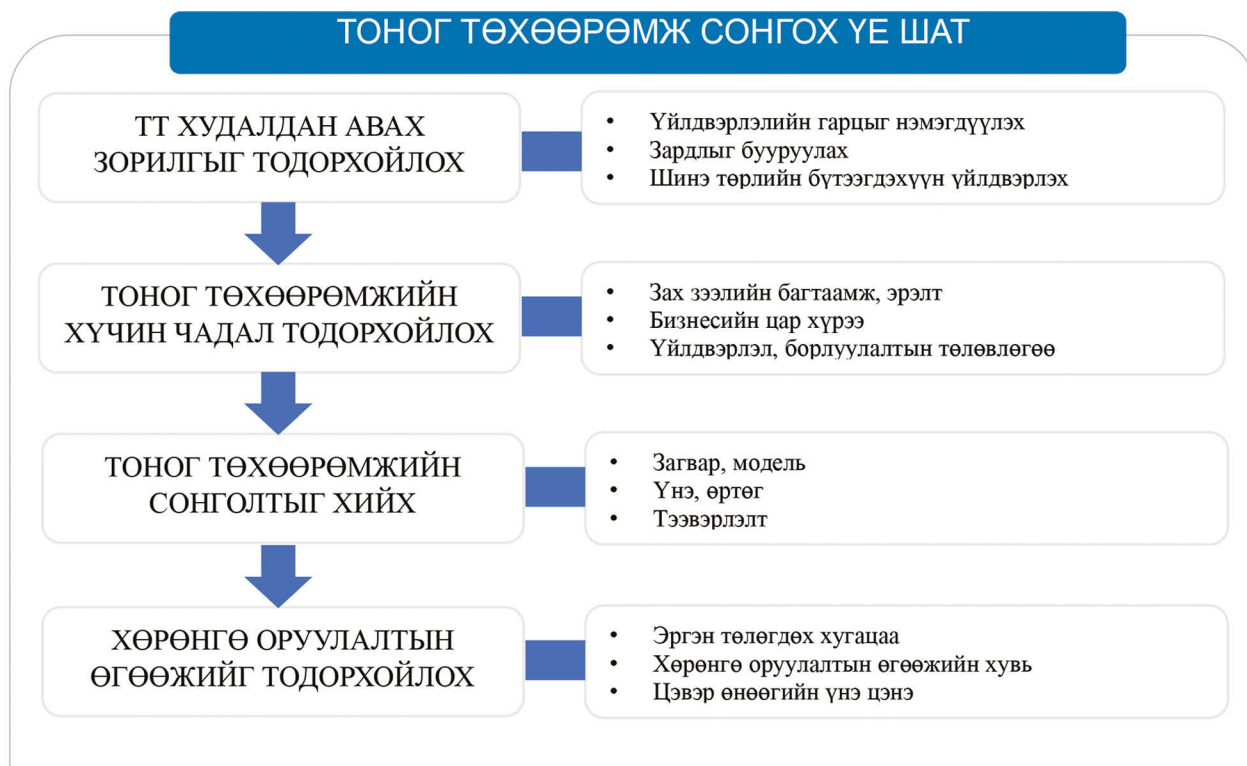 ТОНОГ ТӨХӨӨРӨМЖ СОНГОХ ҮЕ ШАТ
ТТ ХУДАЛДАН АВАХ
ЗОРИЛГЫГ ТОДОРХОЙЛОХ
• Үйлдвэрлэлийн гарцыг нэмэгдүүлэх
• Зардлыг бууруулах
• Шинэ төрлийн бүтээгдэхүүн үйлдвэрлэх
ТОНОГ ТӨХӨӨРӨМЖИЙН
ХҮЧИН ЧАДАЛ ТОДОРХОЙЛОХ
• Зах зээлийн багтаамж, эрэлт
• Бизнесийн цар хүрээ
• Үйлдвэрлэл, борлуулалтын төлөвлөгөө
ТОНОГ ТӨХӨӨРӨМЖИЙН
СОНГОЛТЫГ ХИЙХ
• Загвар, модель
• Үнэ, өртөг
• Тээвэрлэлт
ХӨРӨНГӨ ОРУУЛАЛТЫН
ӨГӨӨЖИЙГ ТОДОРХОЙЛОХ
• Эргэн төлөгдөх хугацаа
• Хөрөнгө оруулалтын өгөөжийн хувь
• Цэвэр өнөөгийн үнэ цэнэ